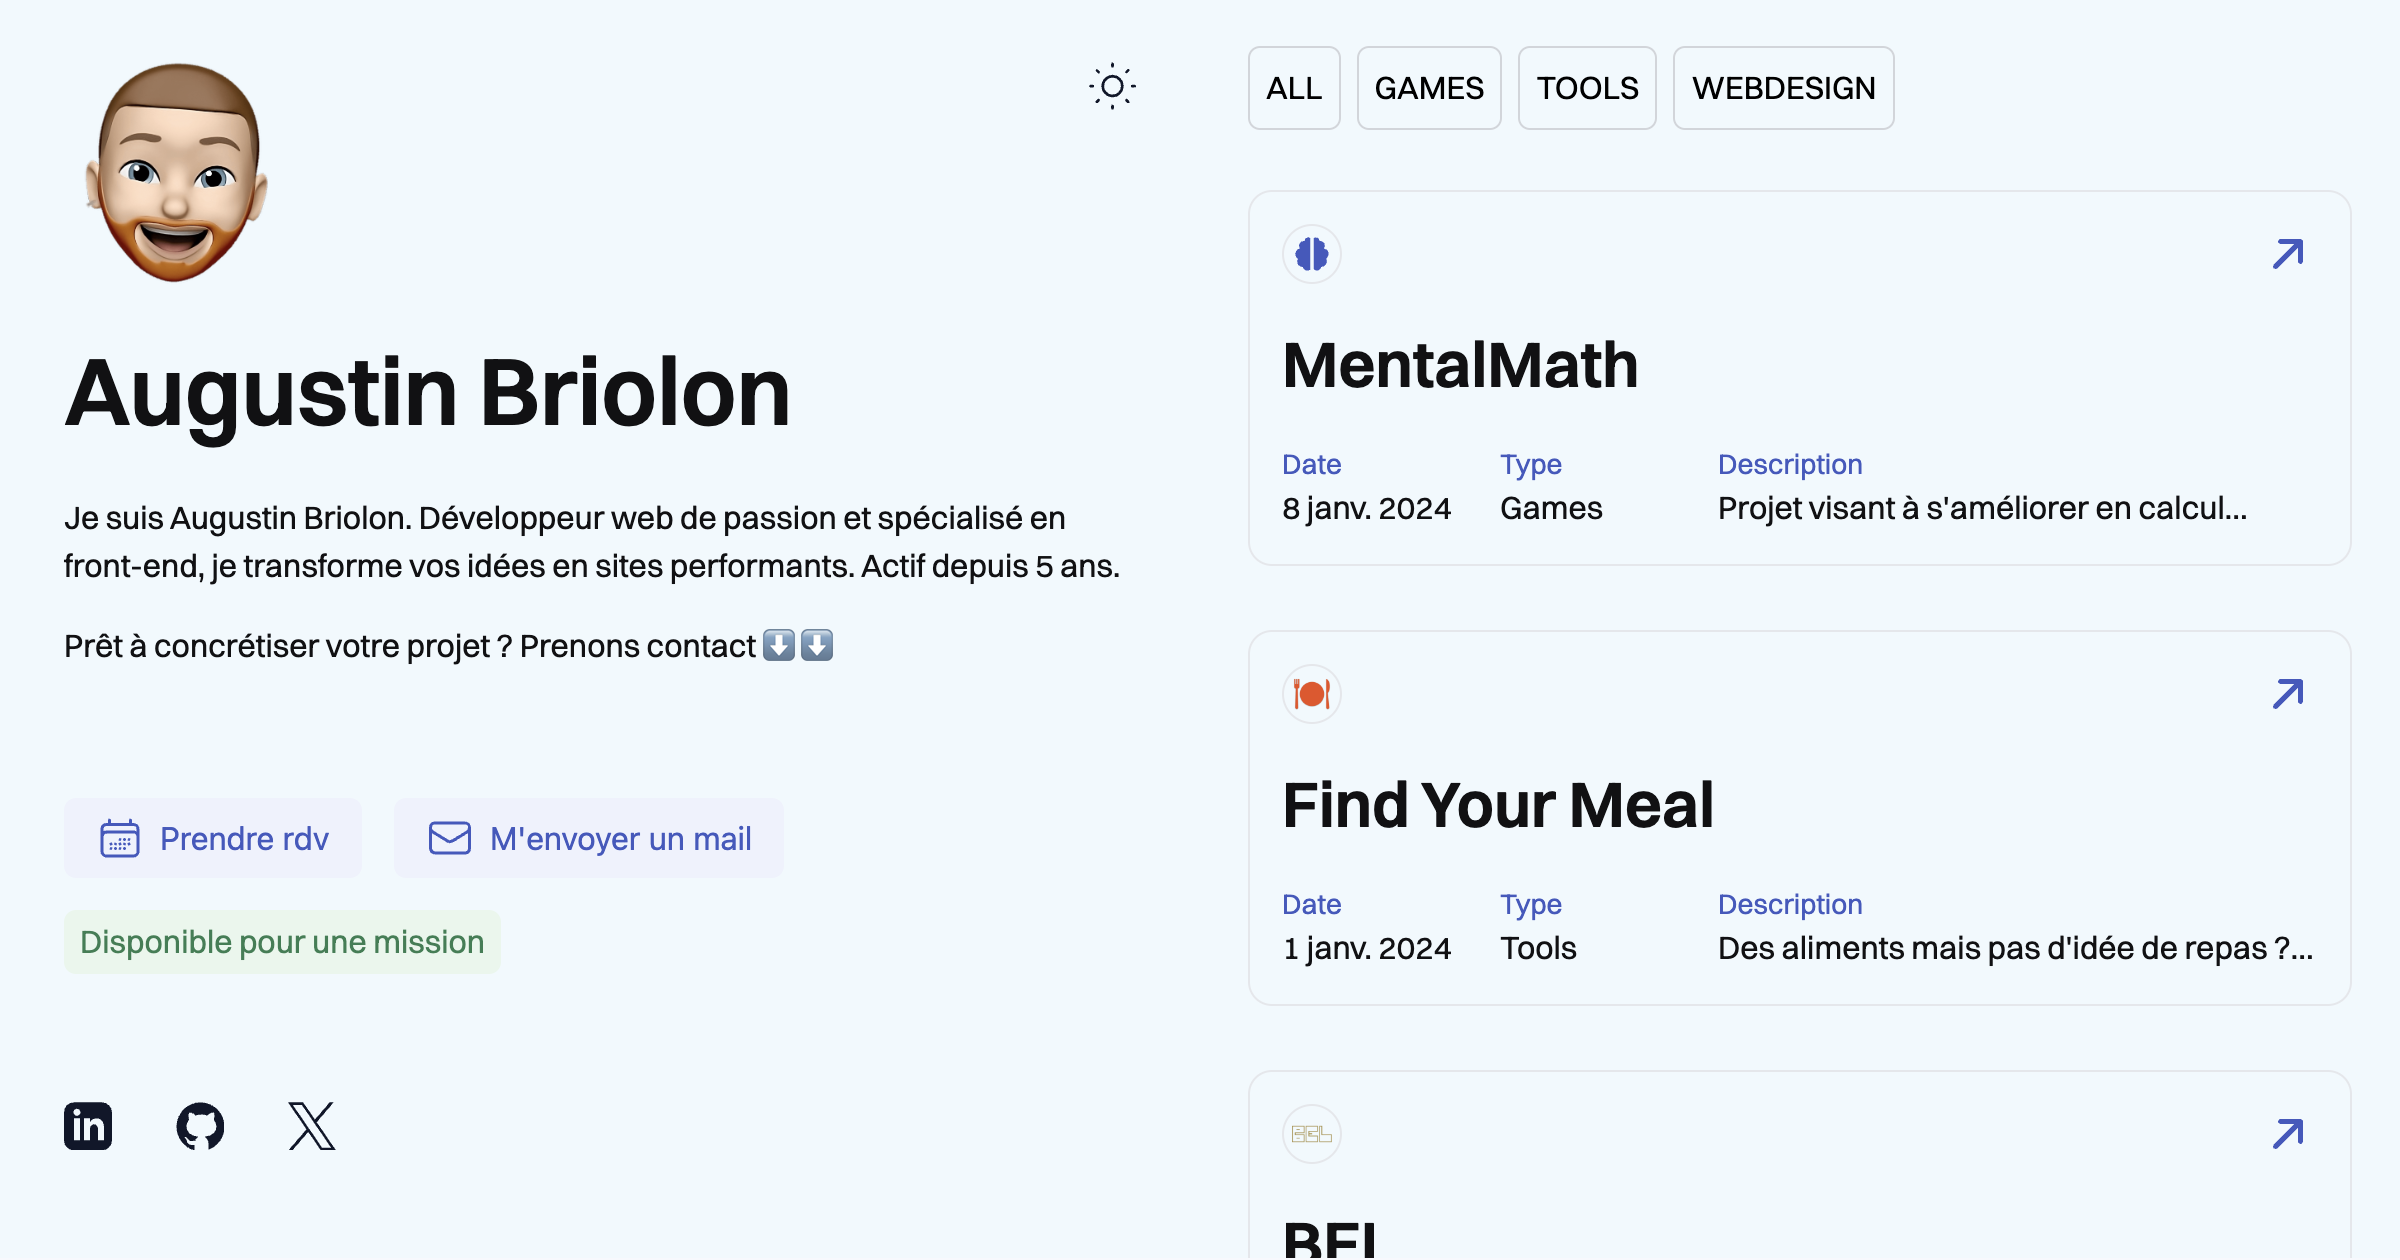 Augustin Briolon
Je suis Augustin Briolon. Développeur web de passion et spécialisé en
front-end, je transforme vos idées en sites performants. Actif depuis 5 ans.
Prêt à concrétiser votre projet ? Prenons contact ⬇️⬇️
Prendre rdv
M'envoyer un mail
Disponible pour une mission
in
ALL
GAMES
TOOLS
WEBDESIGN
MentalMath
Date
Type
Description
8 janv. 2024
Games
Projet visant à s'améliorer en calcul...
Find Your Meal
Date
Type
Description
1 janv. 2024
Tools
Des aliments mais pas d'idée de repas ?...
BEL
BEL